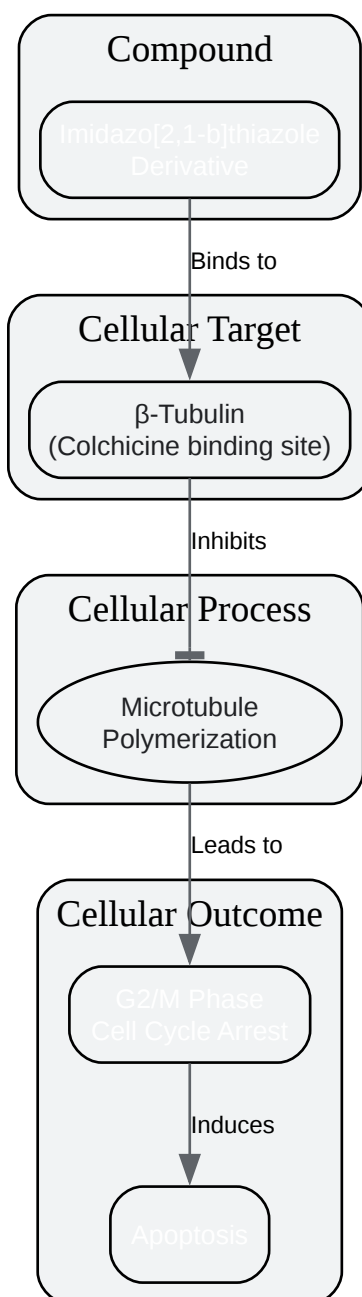 Compound
Imidazo[2,1-b]thiazole
Derivative
Binds to
Cellular Target
β-Tubulin
(Colchicine binding site)
Inhibits
Cellular Process
Microtubule
Polymerization
Leads to
Cellular Outcome
G2/M Phase
Cell Cycle Arrest
Induces
Apoptosis